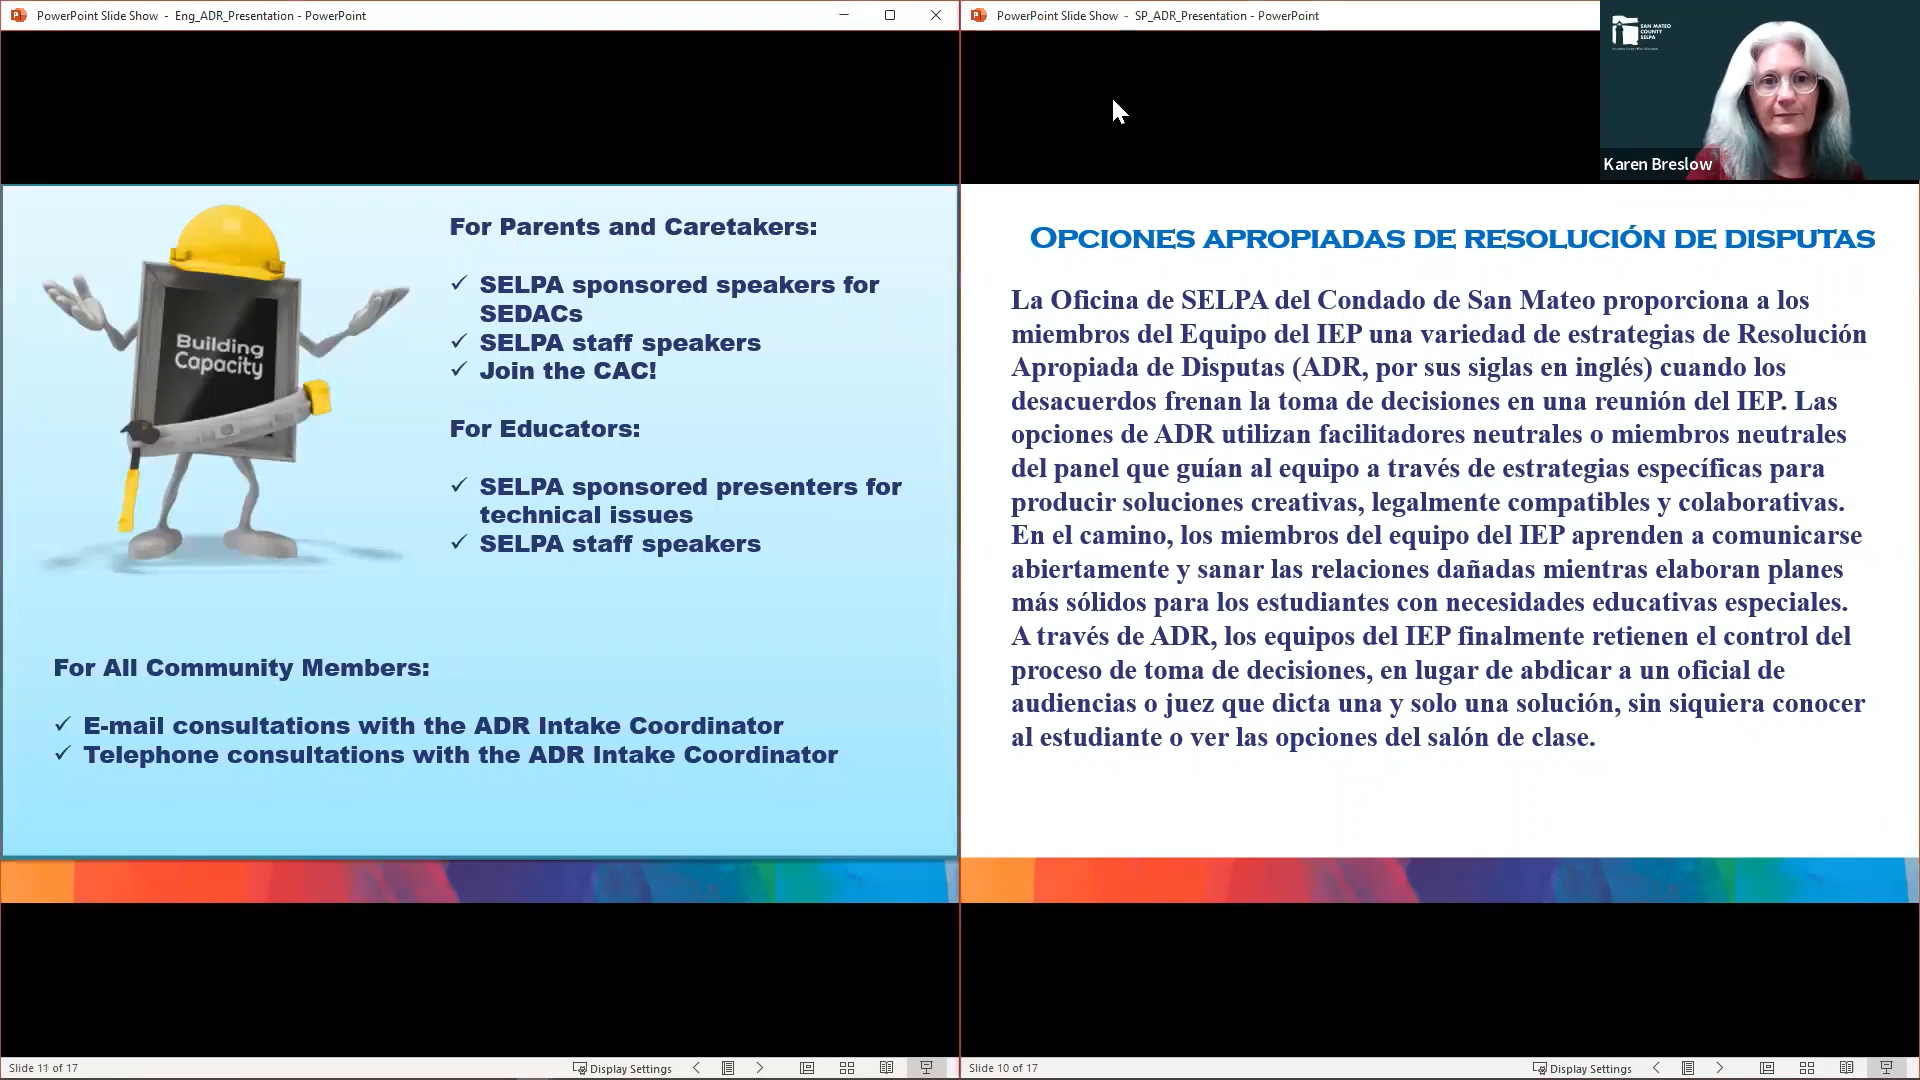 PowerPoint Slide Show - Eng_ADR_Presentation - PowerPoint
Building
Capacity
For Parents and Caretakers:
✓ SELPA sponsored speakers for
SEDACs
✓ SELPA staff speakers
✓ Join the CAC!
For Educators:
✓ SELPA sponsored presenters for
technical issues
✓ SELPA staff speakers
For All Community Members:
✓ E-mail consultations with the ADR Intake Coordinator
✓ Telephone consultations with the ADR Intake Coordinator
Slide 11 of 17
Display Settings
PowerPoint Slide Show - SP_ADR_Presentation - PowerPoint
SAN MATEO
COUNTY
SELPA
Karen Breslow
OPCIONES APROPIADAS DE RESOLUCIÓN DE DISPUTAS
La Oficina de SELPA del Condado de San Mateo proporciona a los
miembros del Equipo del IEP una variedad de estrategias de Resolución
Apropiada de Disputas (ADR, por sus siglas en inglés) cuando los
desacuerdos frenan la toma de decisiones en una reunión del IEP. Las
opciones de ADR utilizan facilitadores neutrales o miembros neutrales
del panel que guían al equipo a través de estrategias específicas para
producir soluciones creativas, legalmente compatibles y colaborativas.
En el camino, los miembros del equipo del IEP aprenden a comunicarse
abiertamente y sanar las relaciones dañadas mientras elaboran planes
más sólidos para los estudiantes con necesidades educativas especiales.
A través de ADR, los equipos del IEP finalmente retienen el control del
proceso de toma de decisiones, en lugar de abdicar a un oficial de
audiencias o juez que dicta una y solo una solución, sin siquiera conocer
al estudiante o ver las opciones del salón de clase.
Slide 10 of 17
Display Settings